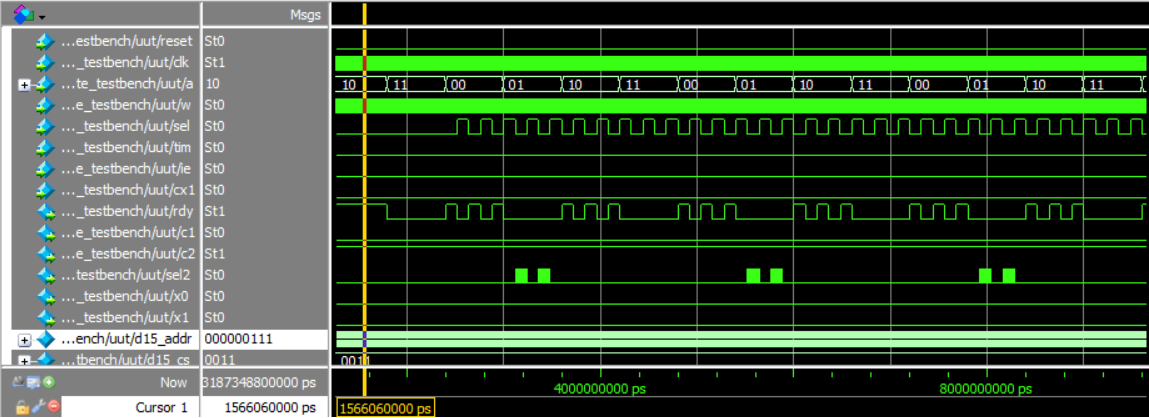 Msgs
...estbench/uut/reset St0
..._testbench/uut/clk St1
...te_testbench/uut/a 10 10 11 00 01 10 11 00 01 10 11 00 01 10 11
...e_testbench/uut/w St0
..._testbench/uut/sel St0
..._testbench/uut/tim St0
...e_testbench/uut/ie St0
..._testbench/uut/cx1 St0
..._testbench/uut/rdy St1
...e_testbench/uut/c1 St0
...e_testbench/uut/c2 St1
...testbench/uut/sel2 St0
..._testbench/uut/x0 St0
..._testbench/uut/x1 St0
...ench/uut/d15_addr 000000111
...tbench/uut/d15_cs 0011 0011
Now 3187348800000 ps 4000000000 ps 8000000000 ps
Cursor 1 1566060000 ps 1566060000 ps